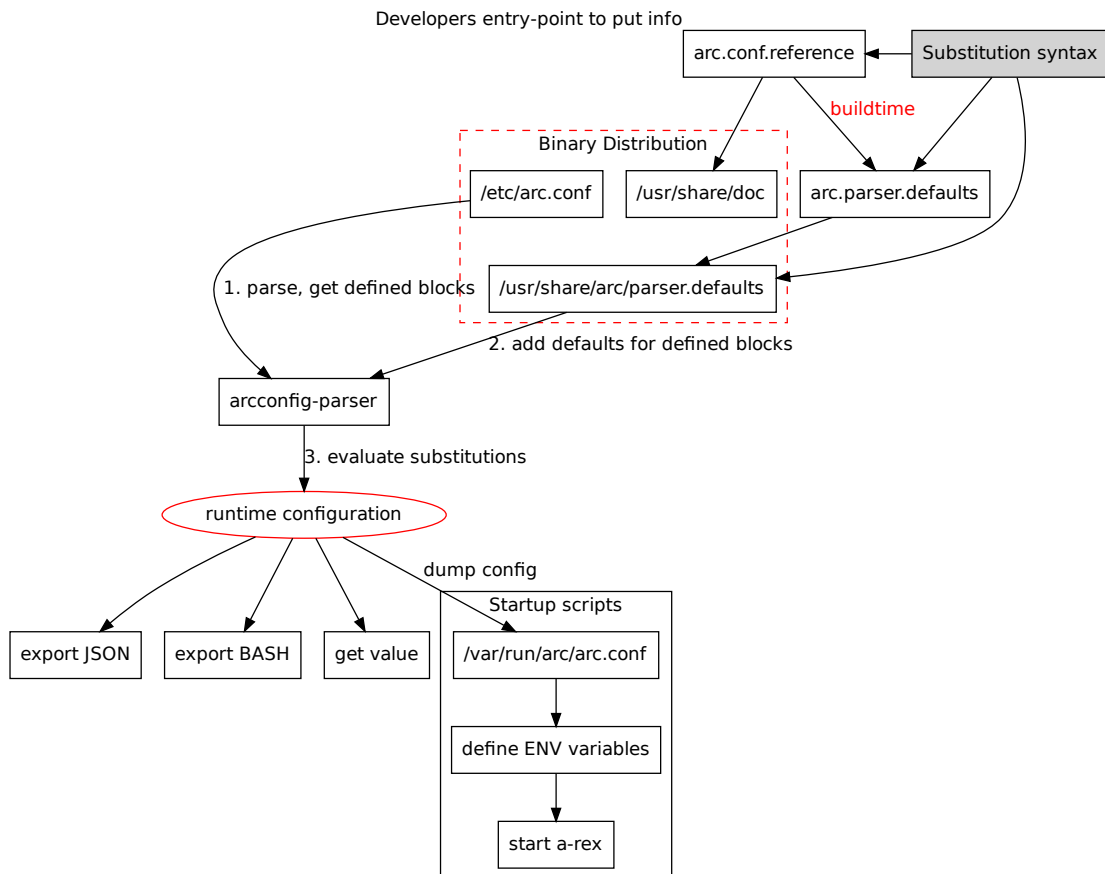 Developers entry-point to put info
arc.conf.reference
Substitution syntax
buildtime
Binary Distribution
/etc/arc.conf
/usr/share/doc
arc.parser.defaults
1. parse, get defined blocks
/usr/share/arc/parser.defaults
2. add defaults for defined blocks
arcconfig-parser
3. evaluate substitutions
runtime configuration
dump config
Startup scripts
export JSON
export BASH
get value
/var/run/arc/arc.conf
define ENV variables
start a-rex